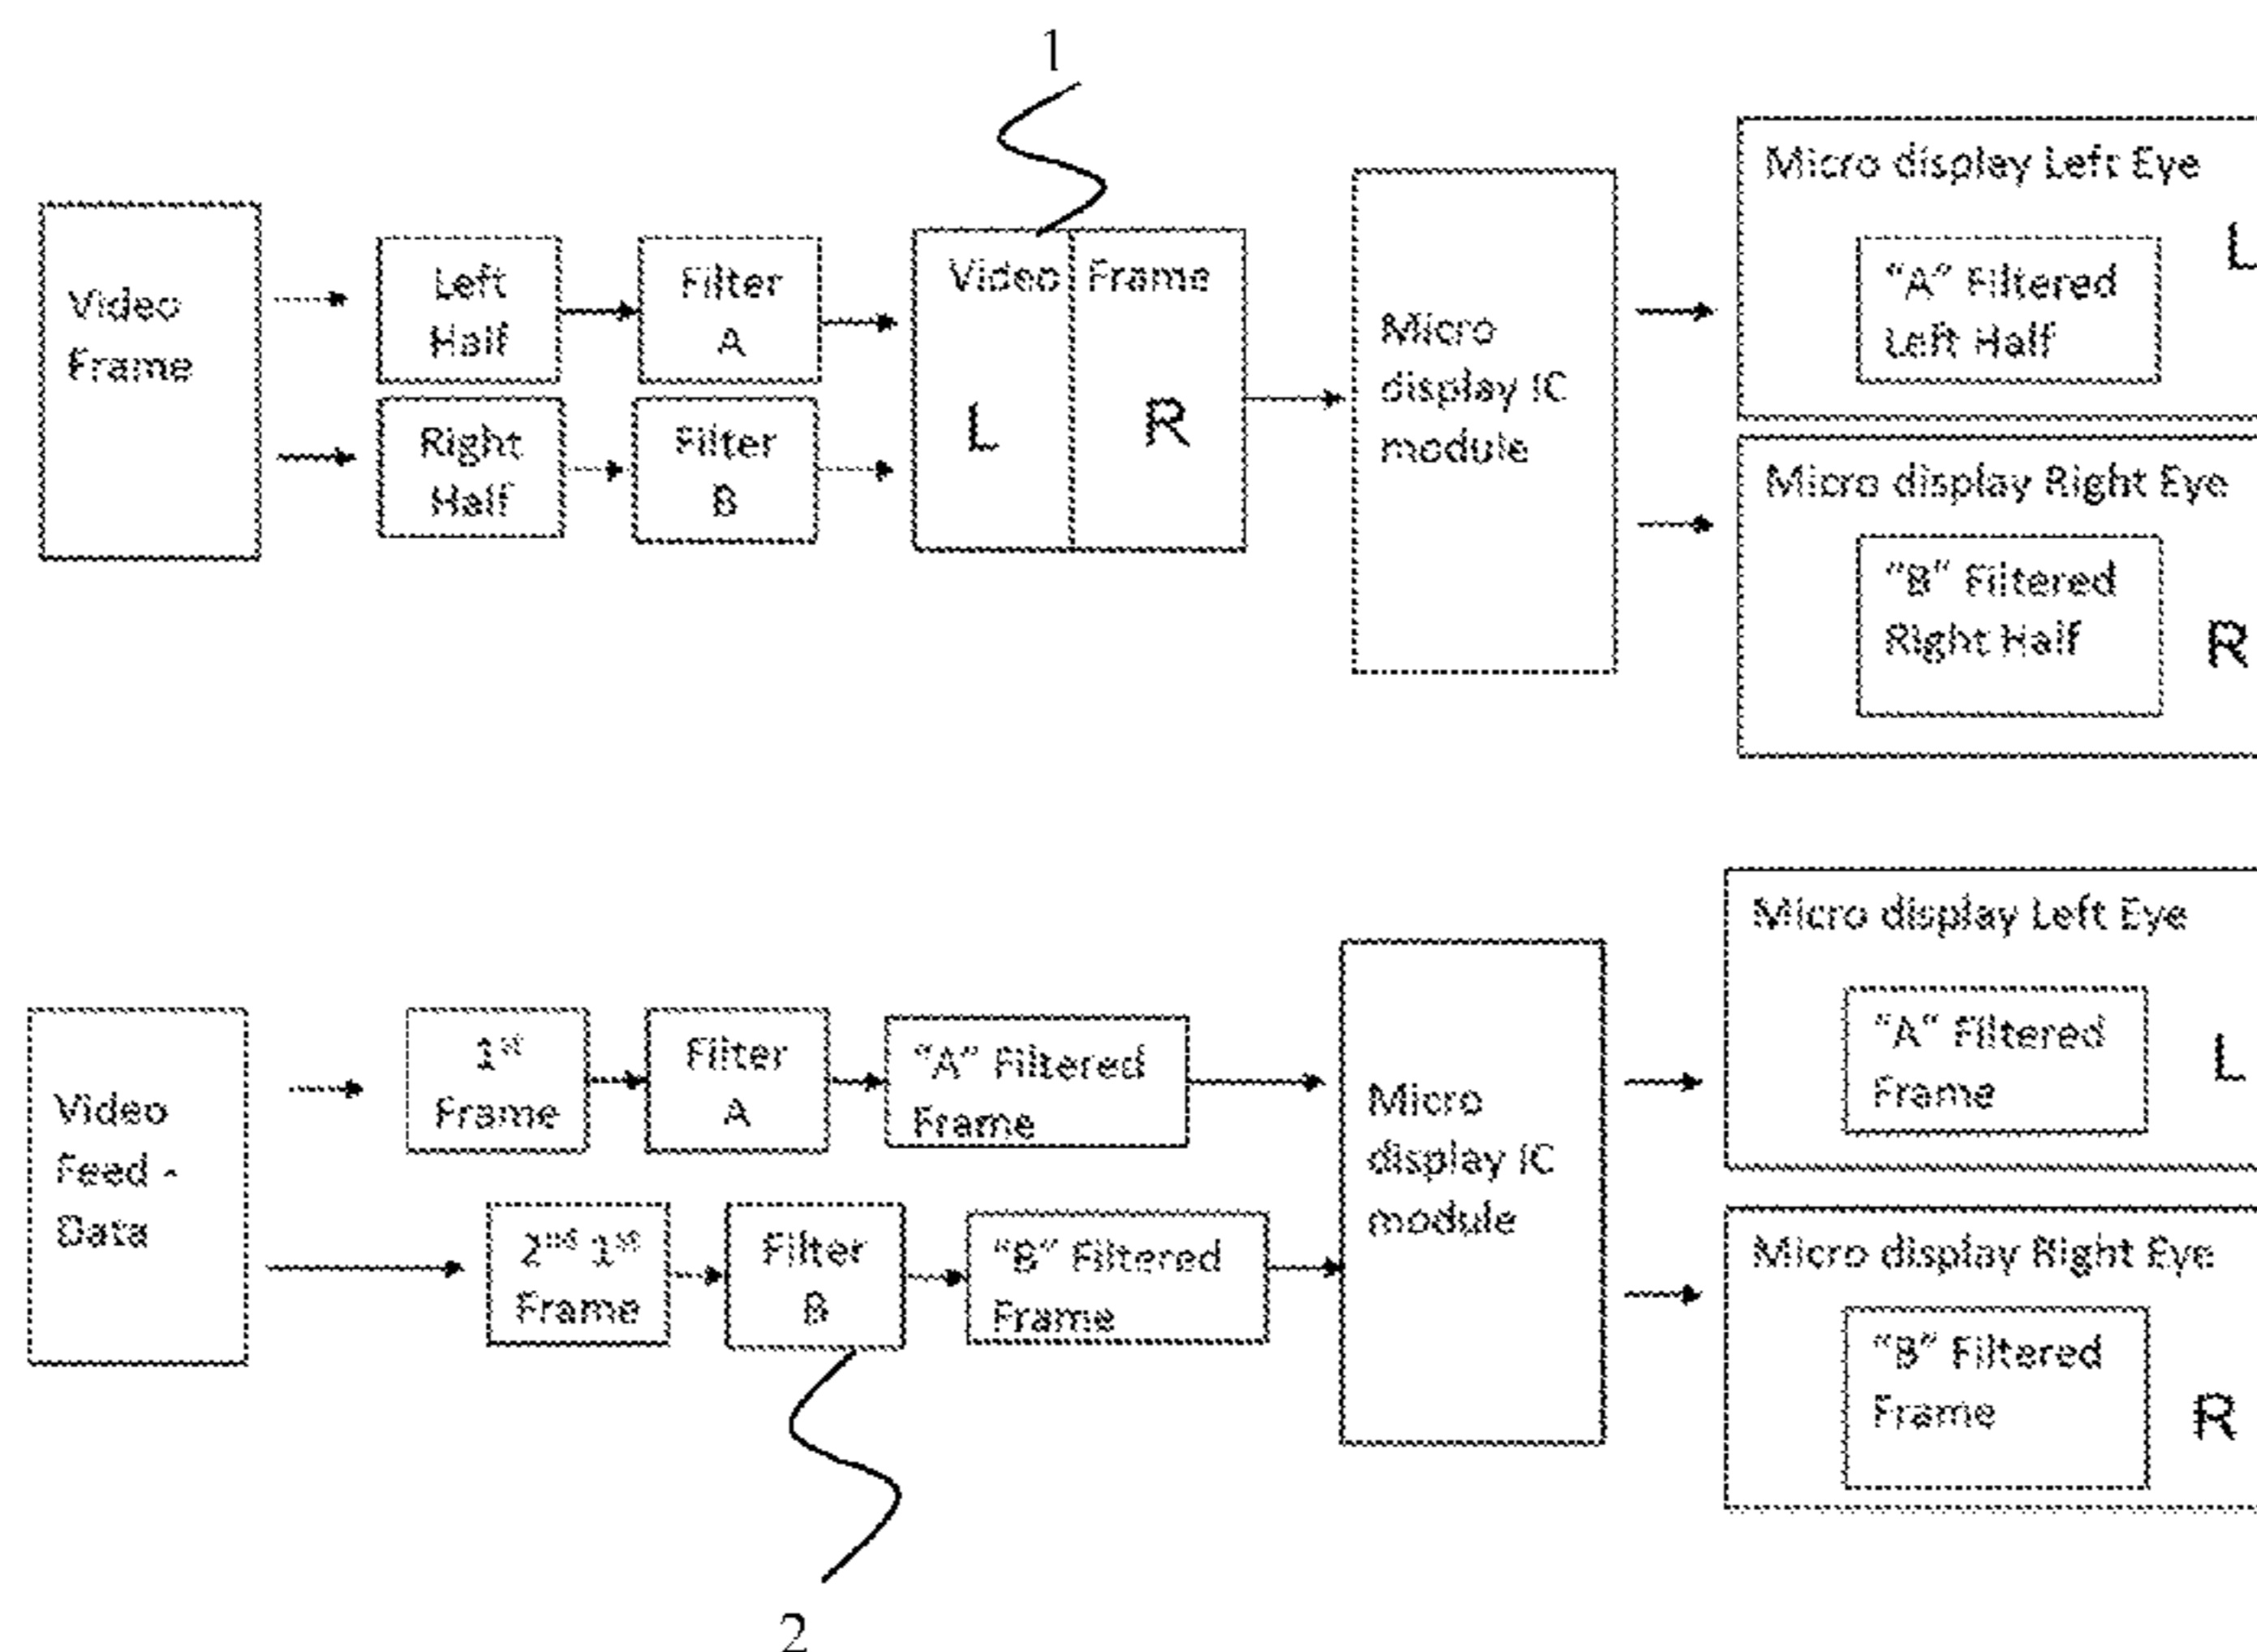 1
Video
Frame
Left
Half
Filter
A
Right
Half
Filter
B
Video Frame
L R
Micro
display IC
module
Micro display Left Eye
L
"A" Filtered
Left Half
Micro display Right Eye
"B" Filtered
Right Half
R
Video
Feed -
Data
1st
Frame
Filter
A
"A" Filtered
Frame
2nd 1st
Frame
Filter
B
"B" Filtered
Frame
Micro
display IC
module
Micro display Left Eye
"A" Filtered
Frame
L
Micro display Right Eye
"B" Filtered
Frame
R
2